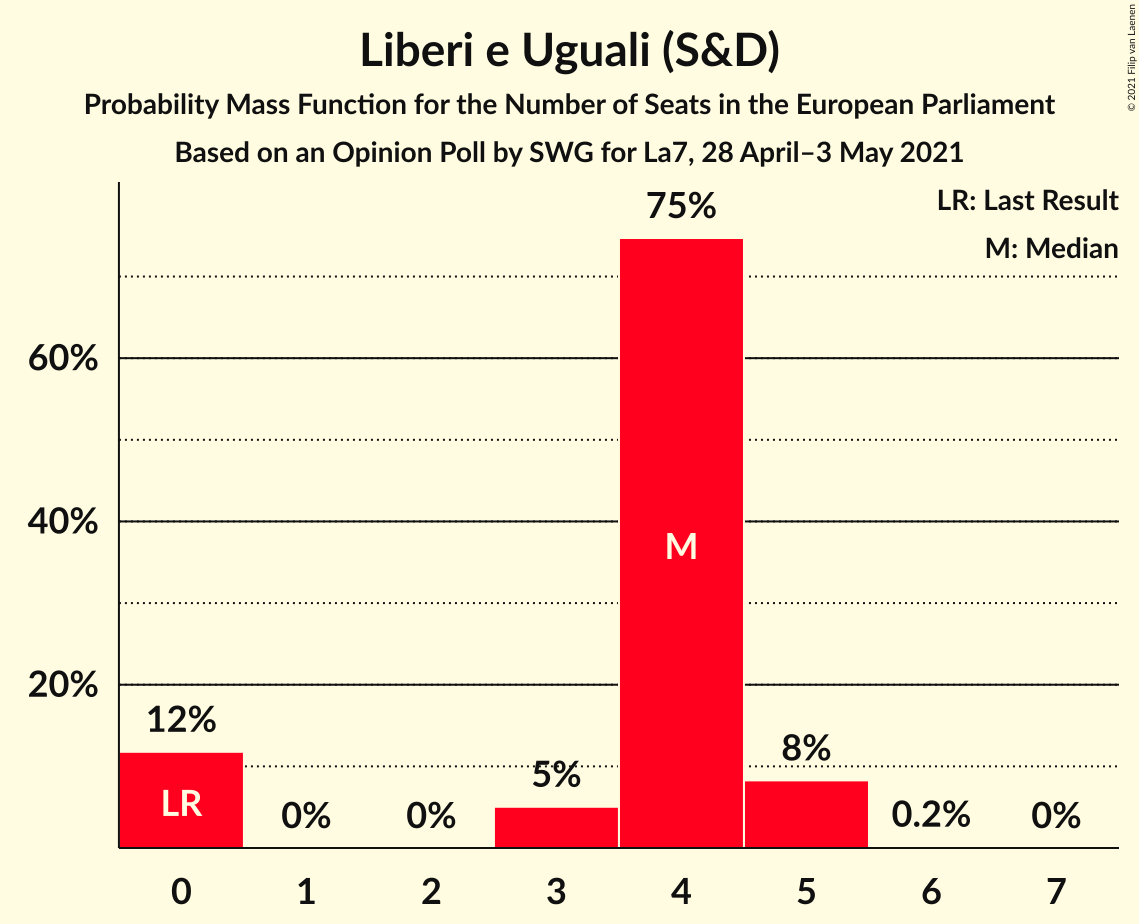 Liberi e Uguali (S&D)
Probability Mass Function for the Number of Seats in the European Parliament
Based on an Opinion Poll by SWG for La7, 28 April–3 May 2021
© 2021 Filip van Laenen
LR: Last Result
M: Median
60%
40%
20%
12%
0%
0%
5%
75%
8%
0.2%
0%
LR
M
0 1 2 3 4 5 6 7